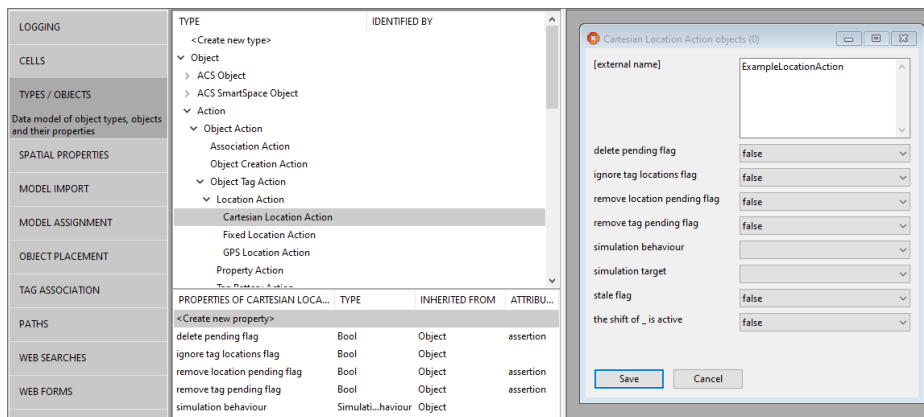 LOGGING
CELLS
TYPES / OBJECTS
Data model of object types, objects
and their properties
SPATIAL PROPERTIES
MODEL IMPORT
MODEL ASSIGNMENT
OBJECT PLACEMENT
TAG ASSOCIATION
PATHS
WEB SEARCHES
WEB FORMS
TYPE IDENTIFIED BY
<Create new type>
Object
ACS Object
ACS SmartSpace Object
Action
Object Action
Association Action
Object Creation Action
Object Tag Action
Location Action
Cartesian Location Action
Fixed Location Action
GPS Location Action
Property Action
Tag Battery Action
PROPERTIES OF CARTESIAN LOCA... TYPE INHERITED FROM ATTRIBU...
<Create new property>
delete pending flag Bool Object assertion
ignore tag locations flag Bool Object
remove location pending flag Bool Object assertion
remove tag pending flag Bool Object assertion
simulation behaviour Simulati...haviour Object
Cartesian Location Action objects (0)
[external name] ExampleLocationAction
delete pending flag false
ignore tag locations flag false
remove location pending flag false
remove tag pending flag false
simulation behaviour
simulation target
stale flag false
the shift of _ is active false
Save Cancel